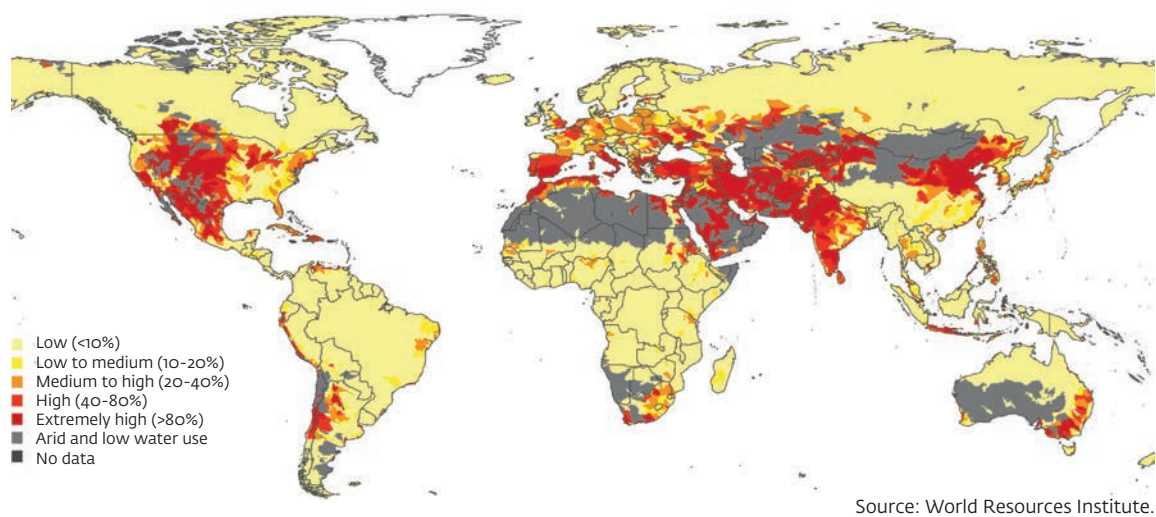 Low (<10%)
Low to medium (10-20%)
Medium to high (20-40%)
High (40-80%)
Extremely high (>80%)
Arid and low water use
No data
Source: World Resources Institute.